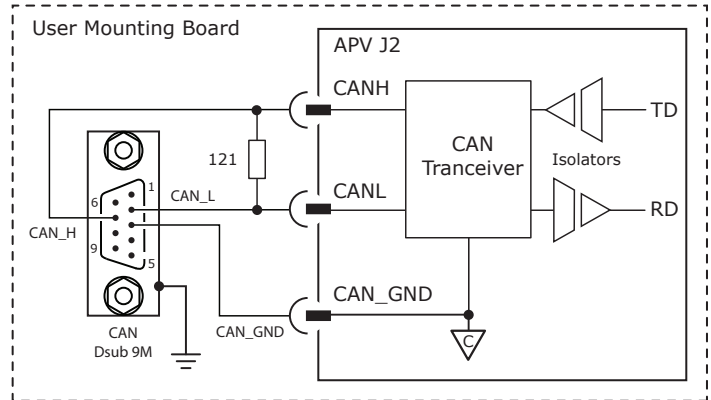 User Mounting Board
APV J2
CANH
TD
CAN
Tranceiver
Isolators
121
1
6
CAN_L
CANL
RD
CAN_H
9
5
CAN_GND
CAN_GND
CAN
Dsub 9M
C